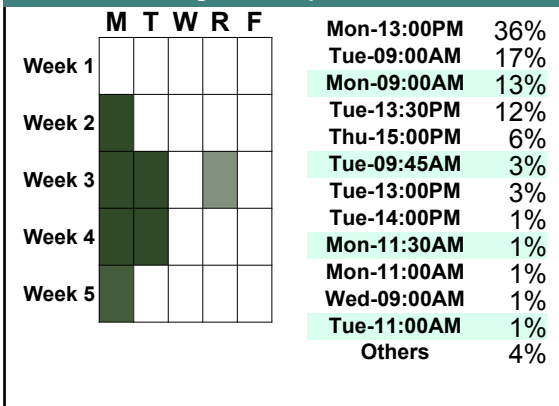 M T W R F
Week 1
Week 2
Week 3
Week 4
Week 5
Mon-13:00PM 36%
Tue-09:00AM 17%
Mon-09:00AM 13%
Tue-13:30PM 12%
Thu-15:00PM 6%
Tue-09:45AM 3%
Tue-13:00PM 3%
Tue-14:00PM 1%
Mon-11:30AM 1%
Mon-11:00AM 1%
Wed-09:00AM 1%
Tue-11:00AM 1%
Others 4%